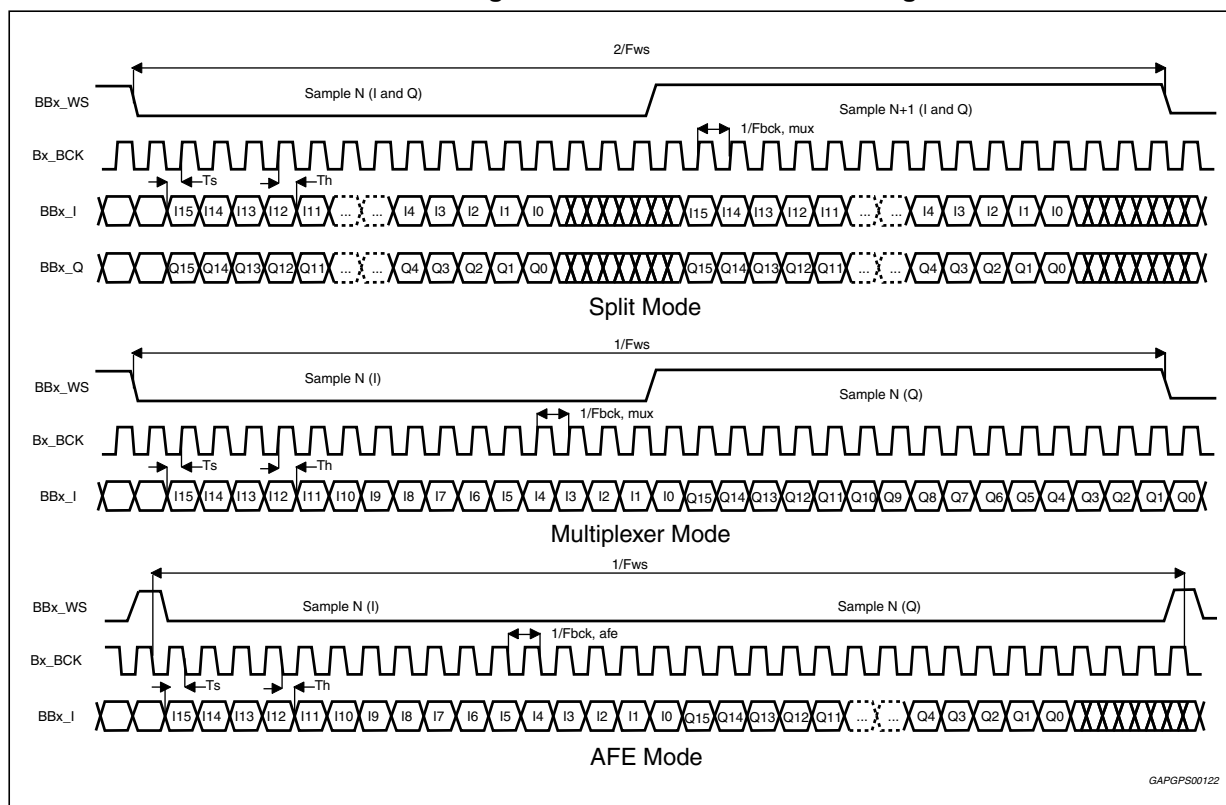 2/Fws
BBx_WS
Sample N (I and Q)
Sample N+1 (I and Q)
1/Fbck, mux
Bx_BCK
Ts
Th
BBx_I
I15 I14 I13 I12 I11 ... ... I4 I3 I2 I1 I0 I15 I14 I13 I12 I11 ... ... I4 I3 I2 I1 I0
BBx_Q
Q15 Q14 Q13 Q12 Q11 ... ... Q4 Q3 Q2 Q1 Q0 Q15 Q14 Q13 Q12 Q11 ... ... Q4 Q3 Q2 Q1 Q0
Split Mode
1/Fws
BBx_WS
Sample N (I)
Sample N (Q)
1/Fbck, mux
Bx_BCK
Ts
Th
BBx_I
I15 I14 I13 I12 I11 I10 I9 I8 I7 I6 I5 I4 I3 I2 I1 I0 Q15 Q14 Q13 Q12 Q11 Q10 Q9 Q8 Q7 Q6 Q5 Q4 Q3 Q2 Q1 Q0
Multiplexer Mode
1/Fws
BBx_WS
Sample N (I)
Sample N (Q)
1/Fbck, afe
Bx_BCK
Ts
Th
BBx_I
I15 I14 I13 I12 I11 I10 I9 I8 I7 I6 I5 I4 I3 I2 I1 I0 Q15 Q14 Q13 Q12 Q11 ... ... Q4 Q3 Q2 Q1 Q0
AFE Mode
GAPGPS00122